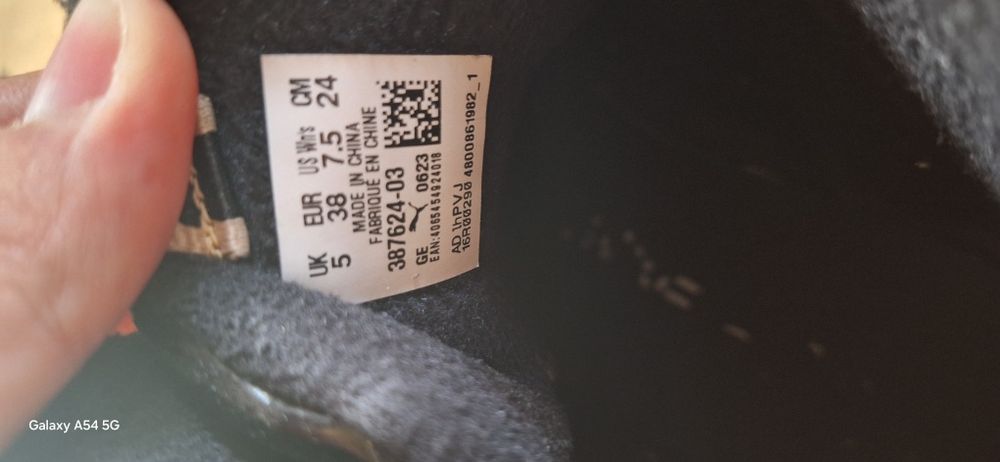 UK EUR US Wn's CM
5 38 7.5 24
MADE IN CHINA
FABRIQUÉ EN CHINE
387624-03
GE 0623
EAN:4065454924018
AD 1nPVJ
16R00290 4800861982_1
Galaxy A54 5G